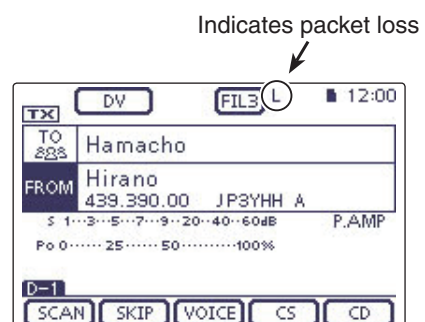 Indicates packet loss
DV FIL3 L 12:00
TX
TO Hamacho
FROM Hirano
439.390.00 JP3YHH A
S 1··3··5··7··9··20··40··60dB P.AMP
Po 0······ 25······ 50··········100%
D-1
SCAN SKIP VOICE CS CD